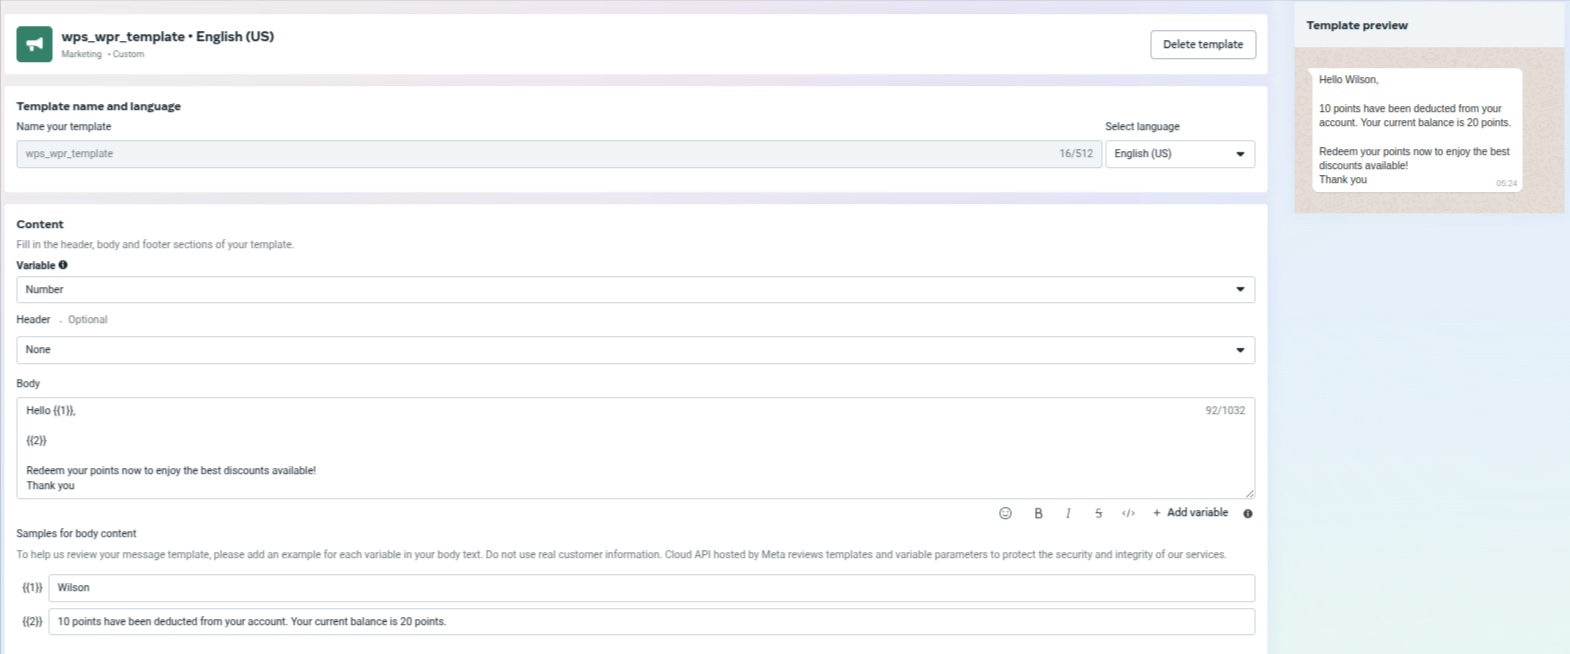 wps_wpr_template • English (US)
Marketing • Custom
Delete template
Template name and language
Name your template
Select language
wps_wpr_template
16/512
English (US)
Content
Fill in the header, body and footer sections of your template.
Variable
Number
Header . Optional
None
Body
Hello {{1}},
92/1032
{{2}}
Redeem your points now to enjoy the best discounts available!
Thank you
B I S </> + Add variable
Samples for body content
To help us review your message template, please add an example for each variable in your body text. Do not use real customer information. Cloud API hosted by Meta reviews templates and variable parameters to protect the security and integrity of our services.
{{1}} Wilson
{{2}} 10 points have been deducted from your account. Your current balance is 20 points.
Template preview
Hello Wilson,
10 points have been deducted from your
account. Your current balance is 20 points.
Redeem your points now to enjoy the best
discounts available!
Thank you
05:24